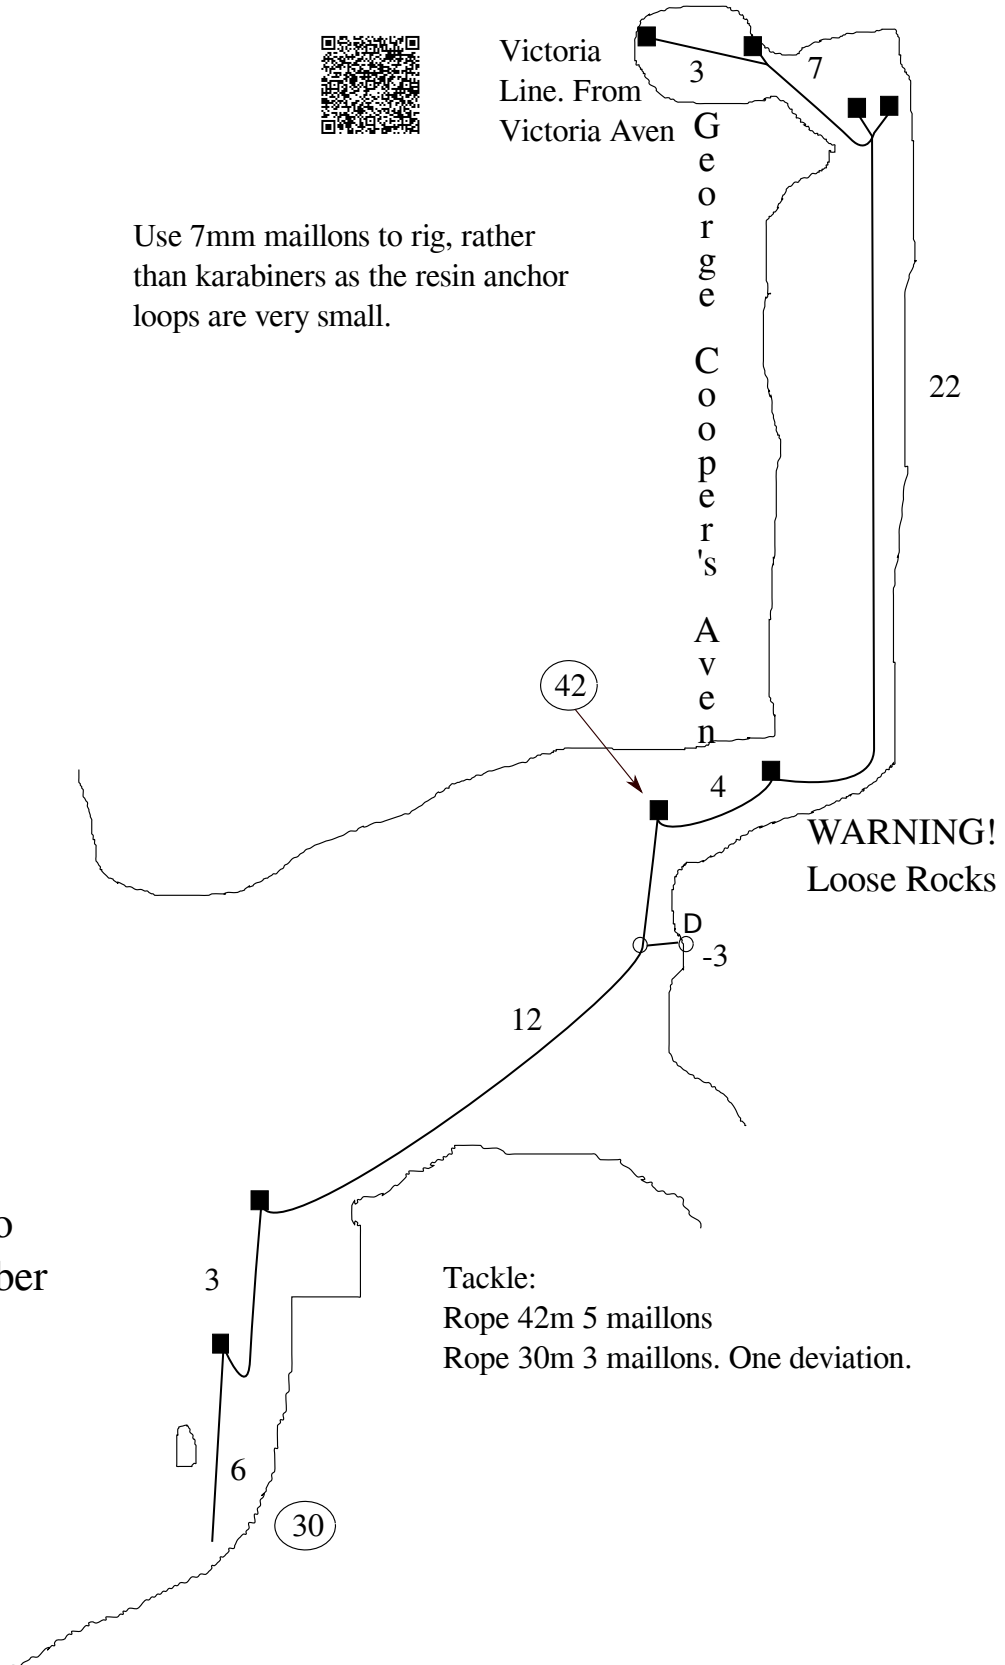 Victoria
Line. From
Victoria Aven
3
7
George Cooper's Aven
Use 7mm maillons to rig, rather
than karabiners as the resin anchor
loops are very small.
22
42
4
WARNING!
Loose Rocks
D
-3
12
3
Tackle:
Rope 42m 5 maillons
Rope 30m 3 maillons. One deviation.
6
30